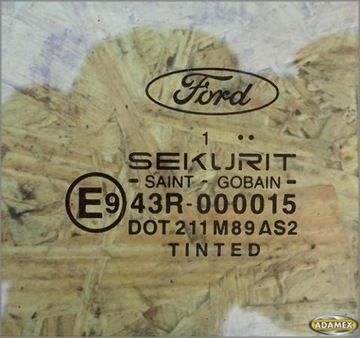 Ford
1 ••
SEKURIT
- SAINT - GOBAIN -
E9 43R-000015
DOT 211 M89 AS2
TINTED
ADAMEX